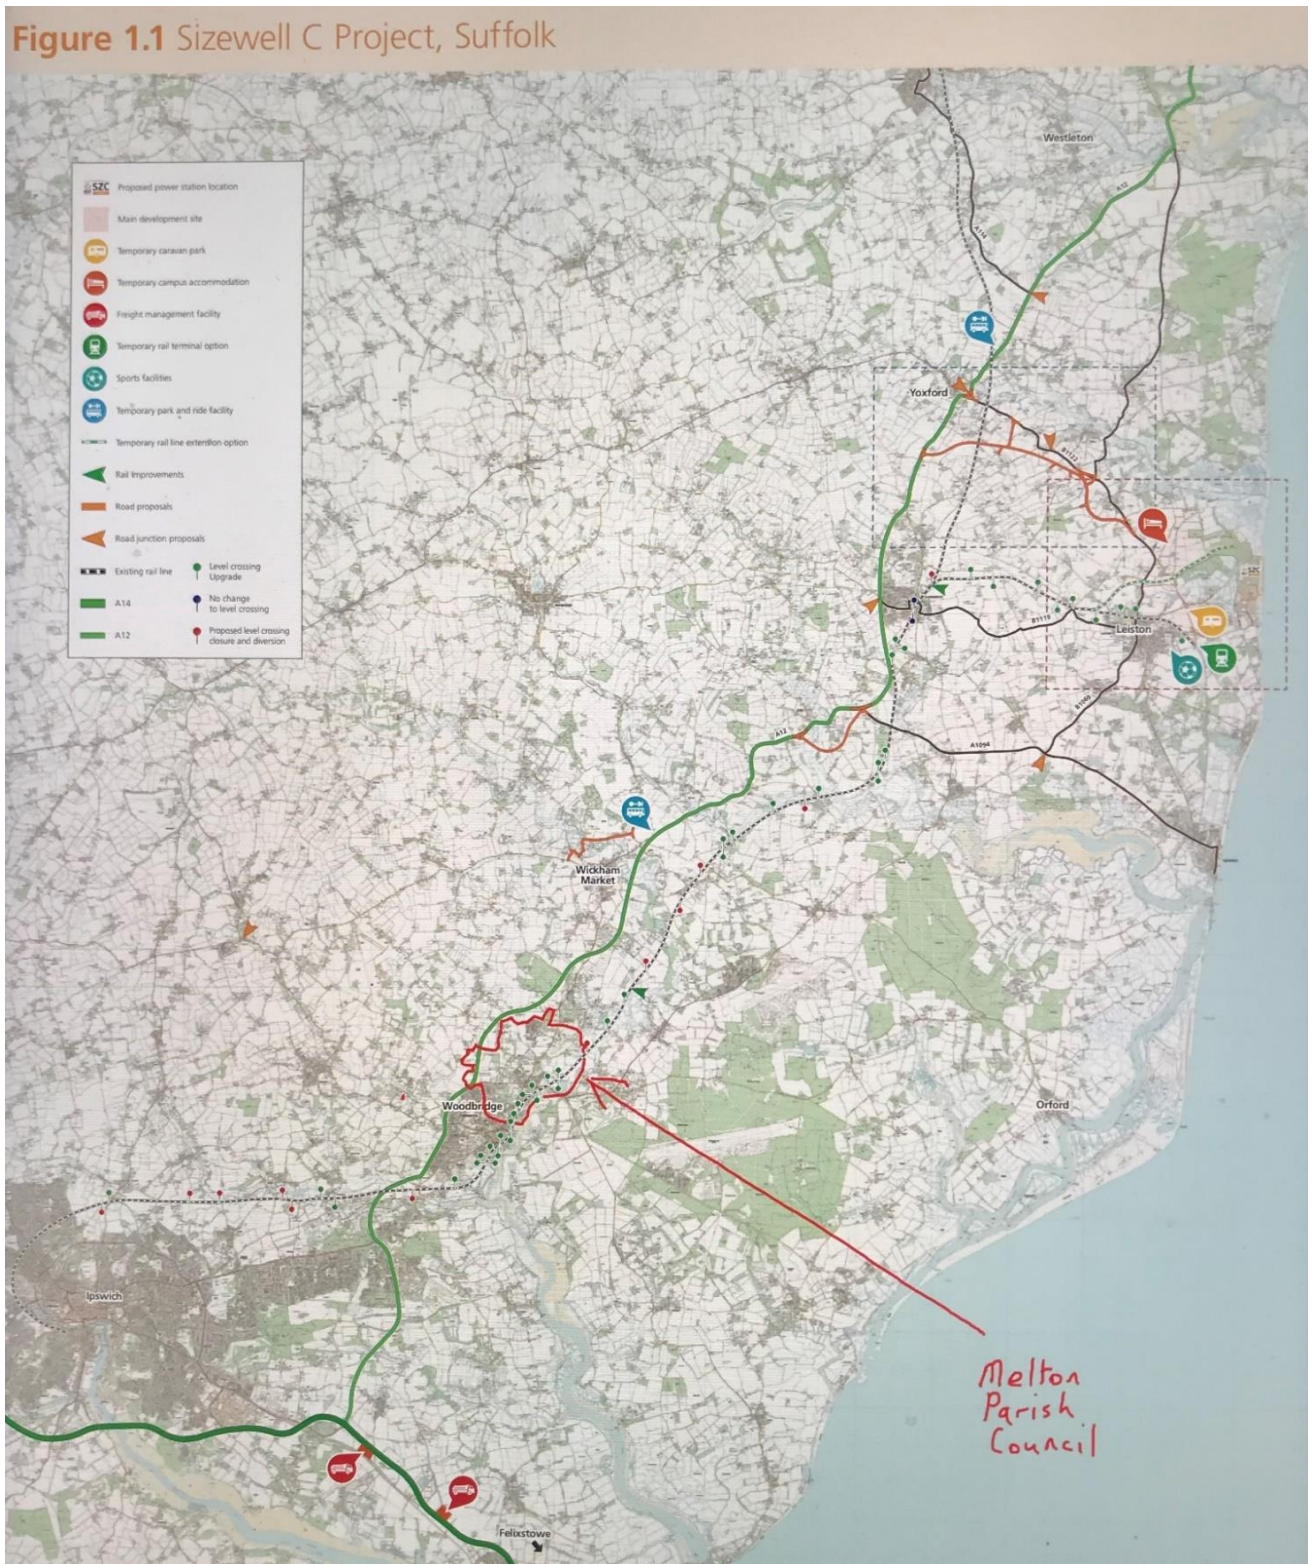 Figure 1.1 Sizewell C Project, Suffolk
SZC Proposed power station location
Main development site
Temporary caravan park
Temporary campus accommodation
Freight management facility
Temporary rail terminal option
Sports facilities
Temporary park and ride facility
Temporary rail line extention option
Rail Improvements
Road proposals
Road junction proposals
Existing rail line
A14
A12
Level crossing
Upgrade
No change
to level crossing
Proposed level crossing
closure and diversion
Westleton
A12
Yoxford
B1122
SZC
B1119
Leiston
B1069
A12
A1094
Wickham
Market
Woodbridge
Orford
Ipswich
Melton
Parish
Council
Felixstowe